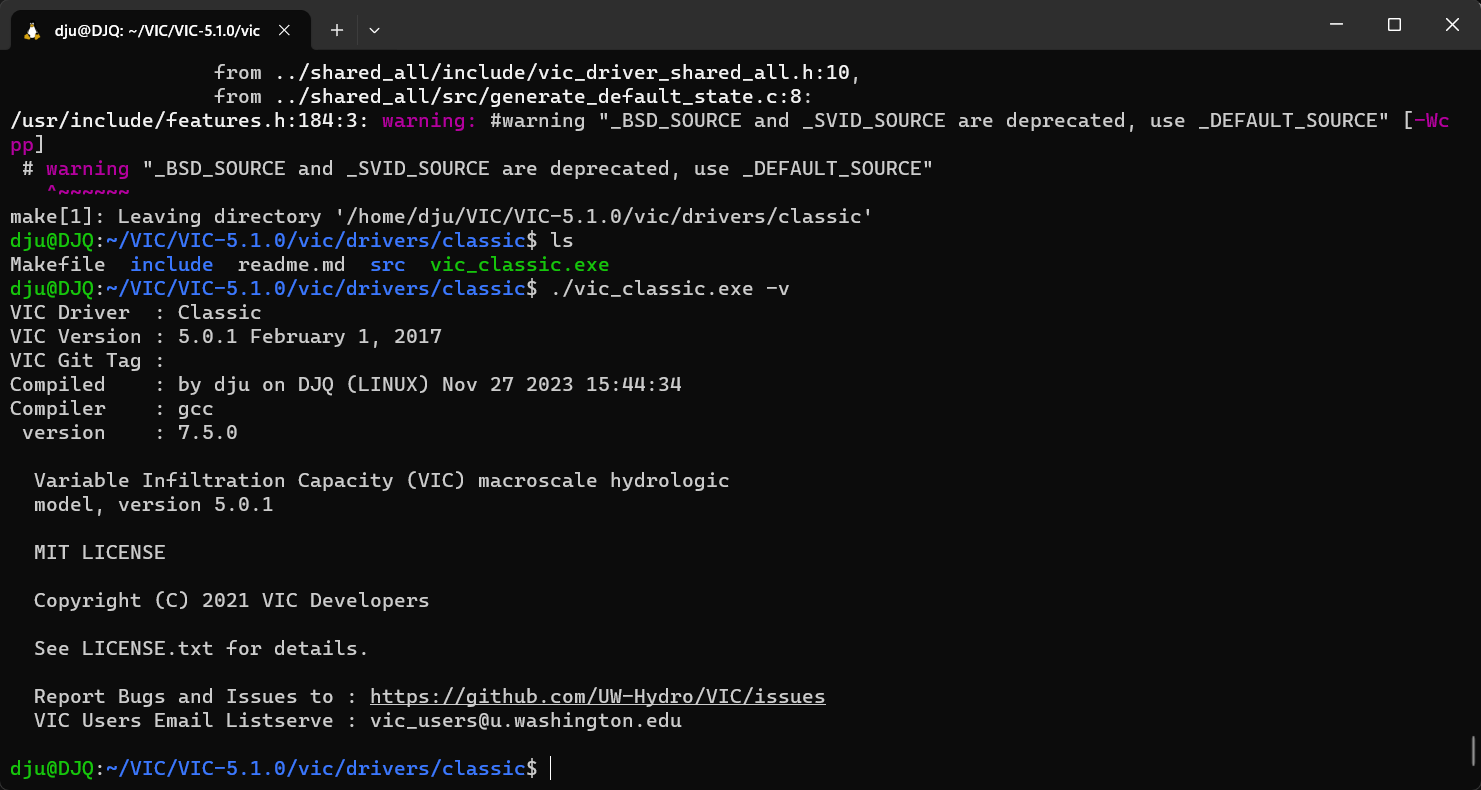 dju@DJQ: ~/VIC/VIC-5.1.0/vic
from ../shared_all/include/vic_driver_shared_all.h:10,
from ../shared_all/src/generate_default_state.c:8:
/usr/include/features.h:184:3: warning: #warning "_BSD_SOURCE and _SVID_SOURCE are deprecated, use _DEFAULT_SOURCE" [-Wc
pp]
# warning "_BSD_SOURCE and _SVID_SOURCE are deprecated, use _DEFAULT_SOURCE"
^~~~~~~
make[1]: Leaving directory '/home/dju/VIC/VIC-5.1.0/vic/drivers/classic'
dju@DJQ:~/VIC/VIC-5.1.0/vic/drivers/classic$ ls
Makefile  include  readme.md  src  vic_classic.exe
dju@DJQ:~/VIC/VIC-5.1.0/vic/drivers/classic$ ./vic_classic.exe -v
VIC Driver  : Classic
VIC Version : 5.0.1 February 1, 2017
VIC Git Tag :
Compiled    : by dju on DJQ (LINUX) Nov 27 2023 15:44:34
Compiler    : gcc
version    : 7.5.0
Variable Infiltration Capacity (VIC) macroscale hydrologic
model, version 5.0.1
MIT LICENSE
Copyright (C) 2021 VIC Developers
See LICENSE.txt for details.
Report Bugs and Issues to : https://github.com/UW-Hydro/VIC/issues
VIC Users Email Listserve : vic_users@u.washington.edu
dju@DJQ:~/VIC/VIC-5.1.0/vic/drivers/classic$